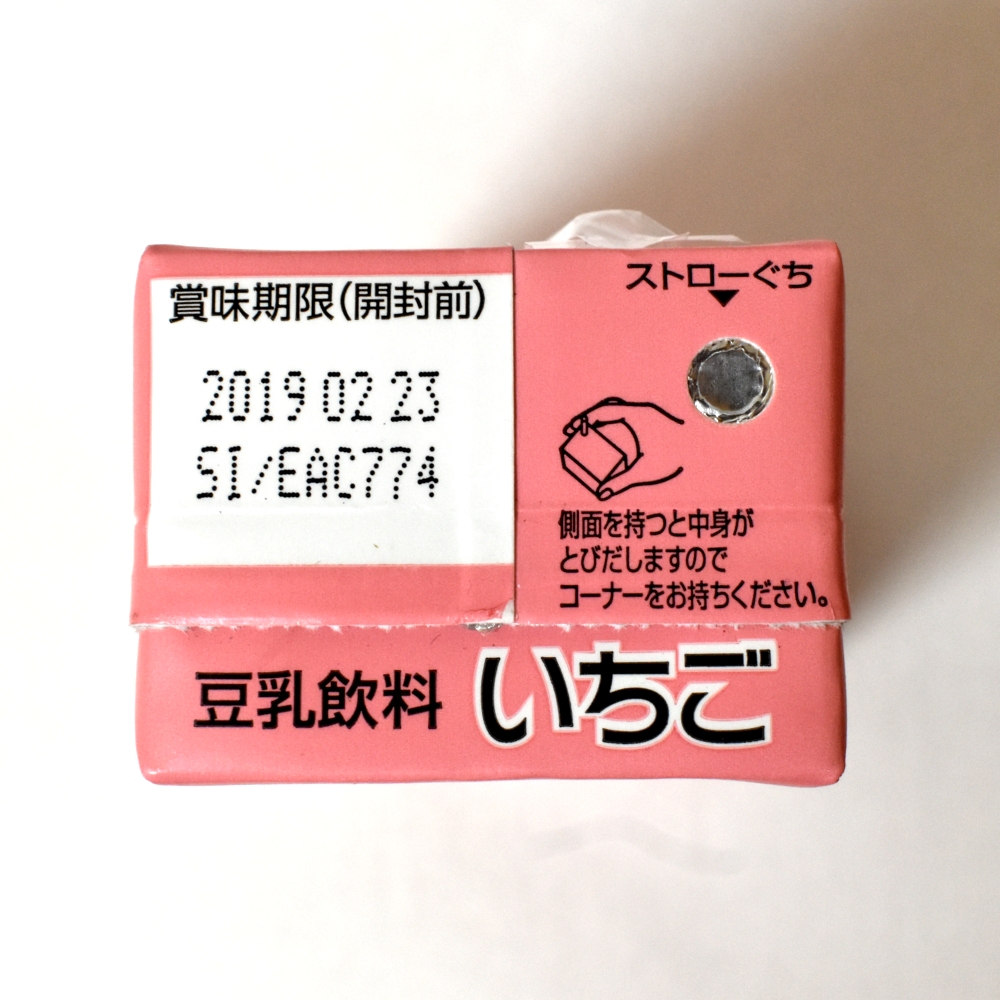 賞味期限(開封前)
2019 02 23
SI/EAC774
ストローぐち
▼
側面を持つと中身が
とびだしますので
コーナーをお持ちください。
豆乳飲料 いちご